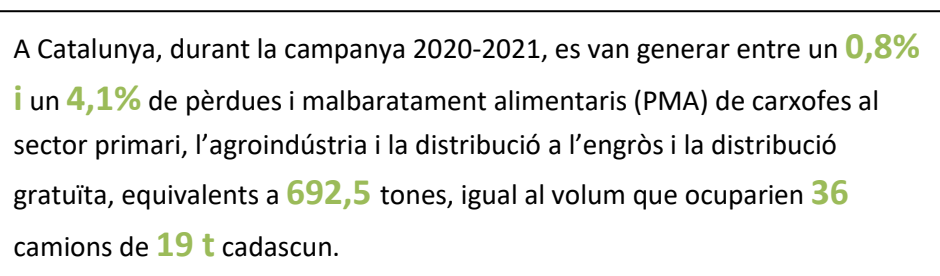 A Catalunya, durant la campanya 2020-2021, es van generar entre un 0,8%
i un 4,1% de pèrdues i malbaratament alimentaris (PMA) de carxofes al
sector primari, l’agroindústria i la distribució a l’engròs i la distribució
gratuïta, equivalents a 692,5 tones, igual al volum que ocuparien 36
camions de 19 t cadascun.